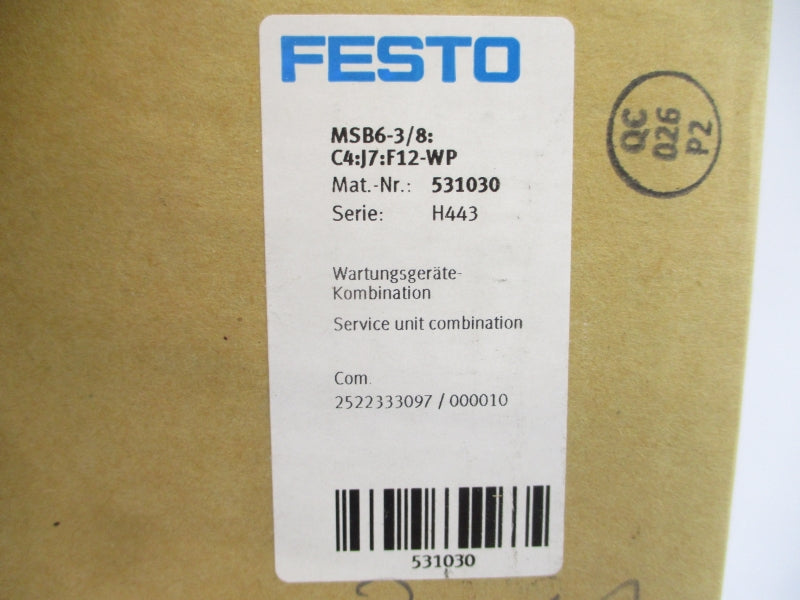 FESTO
MSB6-3/8:
C4:J7:F12-WP
Mat.-Nr.: 531030
Serie: H443
Wartungsgeräte-
Kombination
Service unit combination
Com.
2522333097 / 000010
531030
QC
026
P2